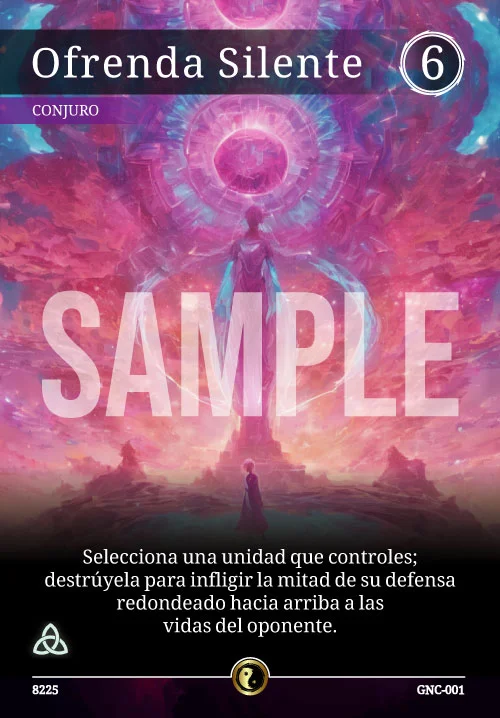 Ofrenda Silente 6
CONJURO
SAMPLE
Selecciona una unidad que controles;
destrúyela para infligir la mitad de su defensa
redondeado hacia arriba a las
vidas del oponente.
8225 GNC-001